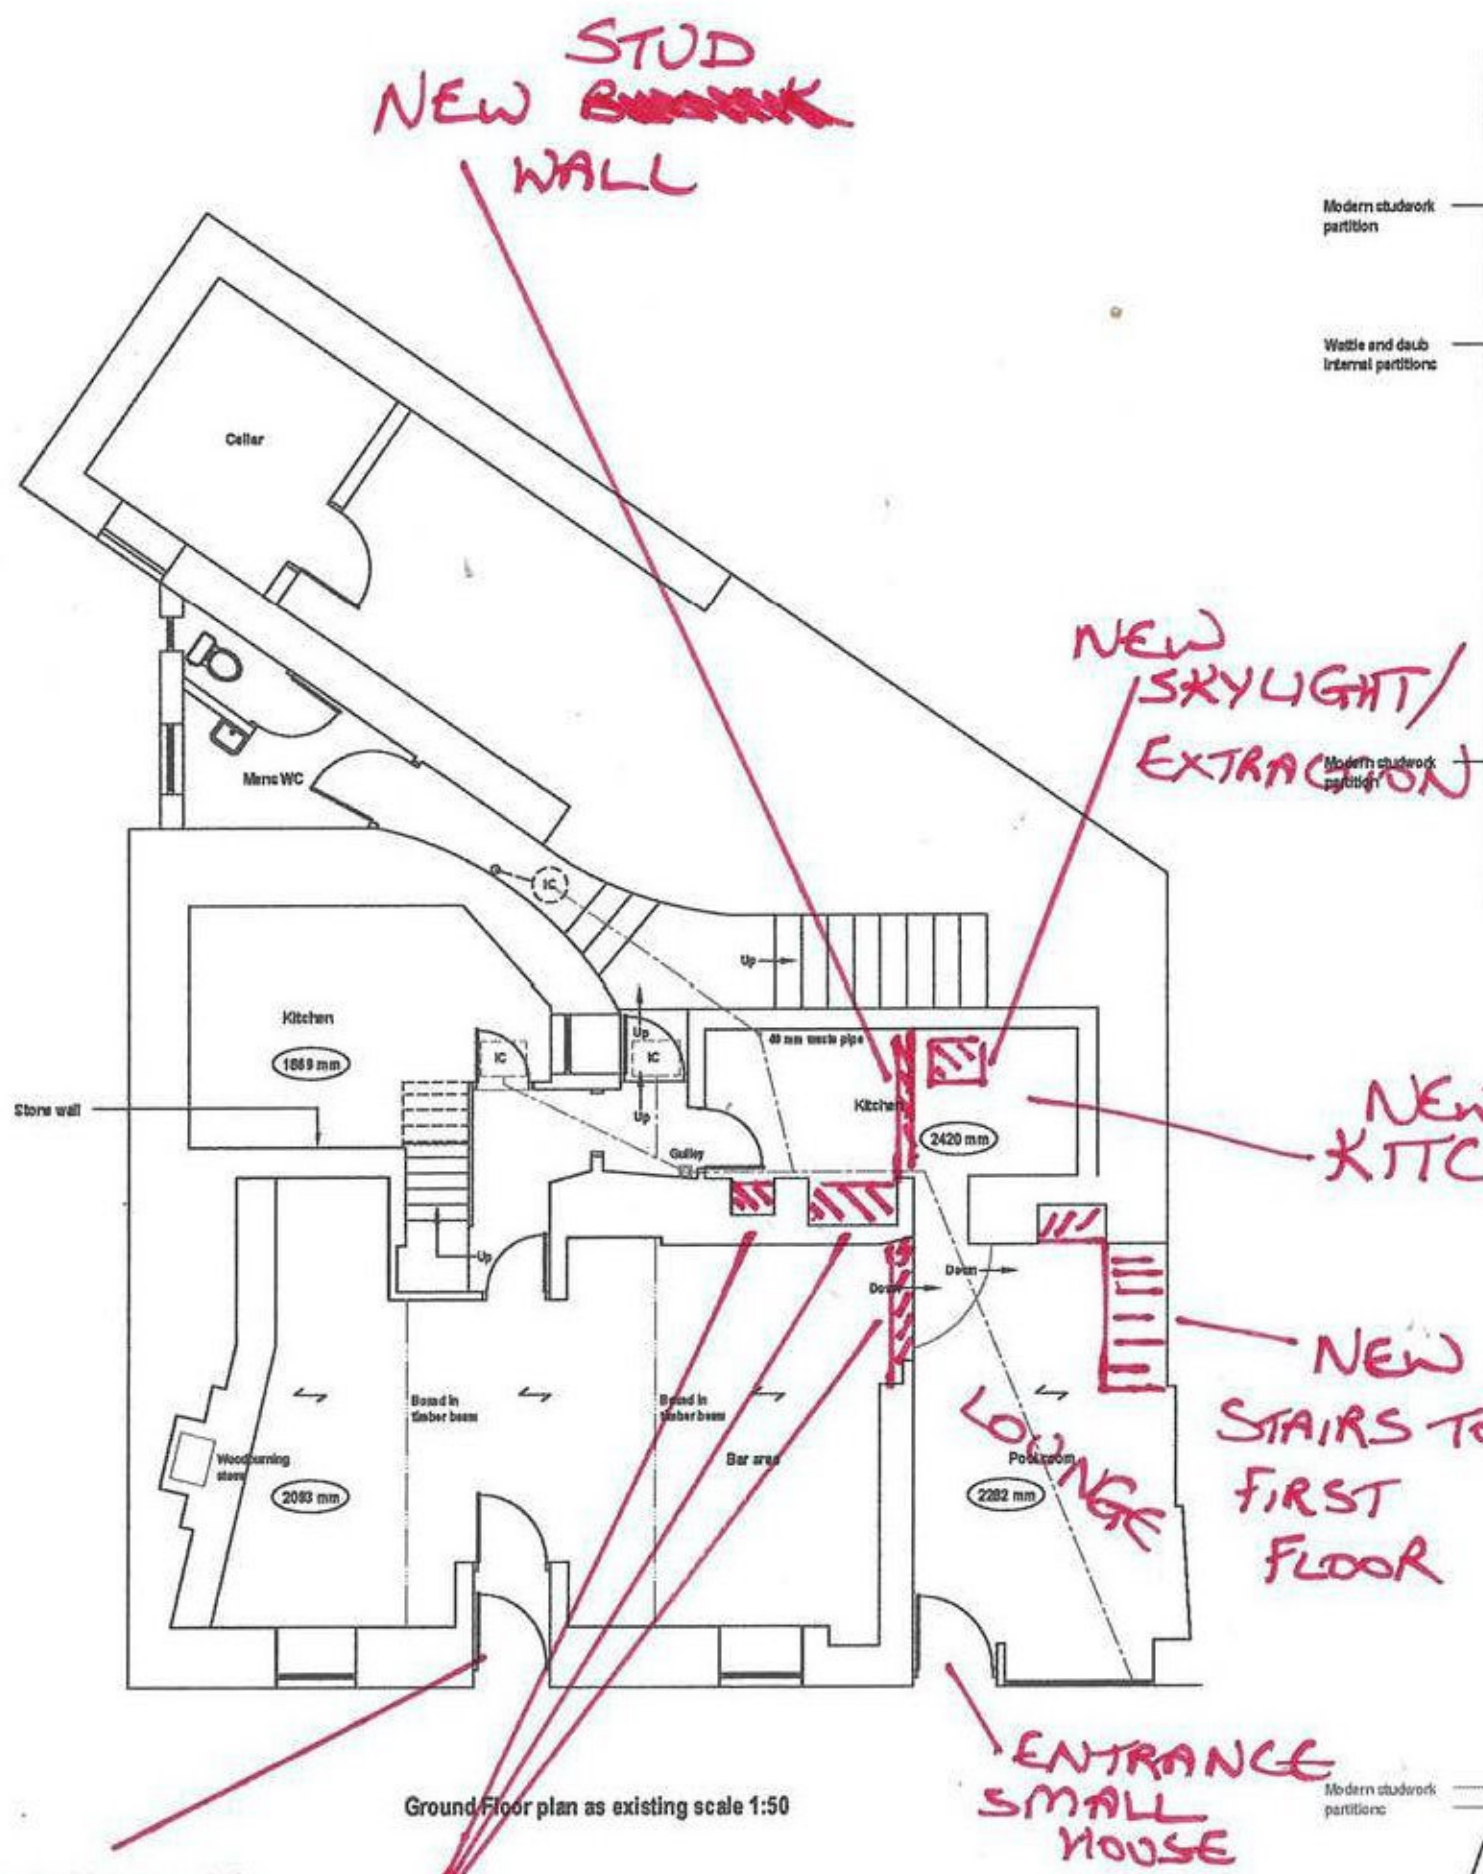 STUD
NEW
WALL
Modern studwork
partition
Wattle and daub
internal partitions
Cellar
NEW
SKYLIGHT/
EXTRACTION
Modern studwork
partition
Mens WC
IC
Up
Kitchen
1869 mm
IC
Up
IC
40 mm waste pipe
Stone wall
Up
Kitchen
2420 mm
NEW
KITC
Gulley
Up
Down
Down
NEW
STAIRS TO
FIRST
FLOOR
Boxed in
timber beam
Boxed in
timber beam
LOUNGE
Woodburning
stove
Bar area
Pool room
2093 mm
2282 mm
ENTRANCE
SMALL
HOUSE
Ground Floor plan as existing scale 1:50
Modern studwork
partitions